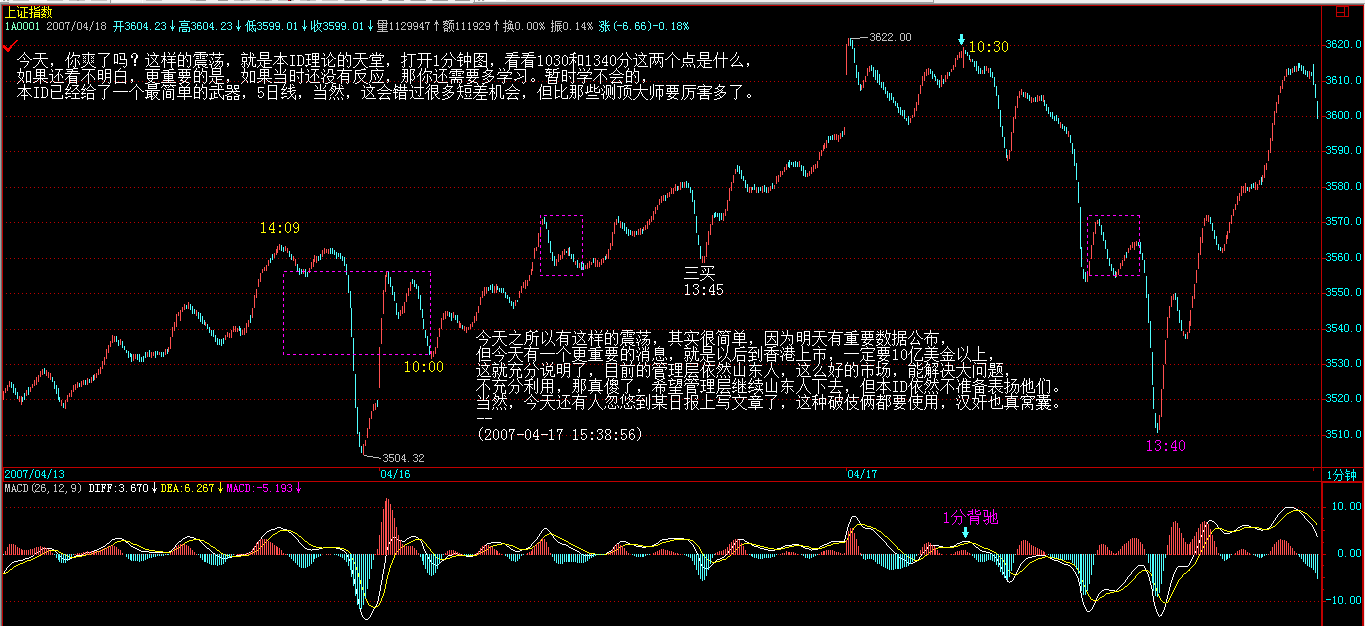 上证指数
1A0001 2007/04/18 开3604.23↓高3604.23↓低3599.01↓收3599.01↓量1129947↑额111929↑换0.00% 振0.14% 涨(-6.66)-0.18%
今天，你爽了吗？这样的震荡，就是本ID理论的天堂，打开1分钟图，看看1030和1340分这两个点是什么，
如果还看不明白，更重要的是，如果当时还没有反应，那你还需要多学习。暂时学不会的，
本ID已经给了一个最简单的武器，5日线，当然，这会错过很多短差机会，但比那些测顶大师要厉害多了。
3622.00
10:30
14:09
三买
13:45
10:00
今天之所以有这样的震荡，其实很简单，因为明天有重要数据公布，
但今天有一个更重要的消息，就是以后到香港上市，一定要10亿美金以上，
这就充分说明了，目前的管理层依然山东人，这么好的市场，能解决大问题，
不充分利用，那真傻了，希望管理层继续山东人下去，但本ID依然不准备表扬他们。
当然，今天还有人忽悠到某日报上写文章了，这种破伎俩都要使用，汉奸也真窝囊。
--
(2007-04-17 15:38:56)
3504.32
13:40
3620.0
3610.0
3600.0
3590.0
3580.0
3570.0
3560.0
3550.0
3540.0
3530.0
3520.0
3510.0
2007/04/13 04/16 04/17 1分钟
MACD(26,12,9) DIFF:3.670↓DEA:6.267↓MACD:-5.193↓
1分背驰
10.00
0.00
-10.00